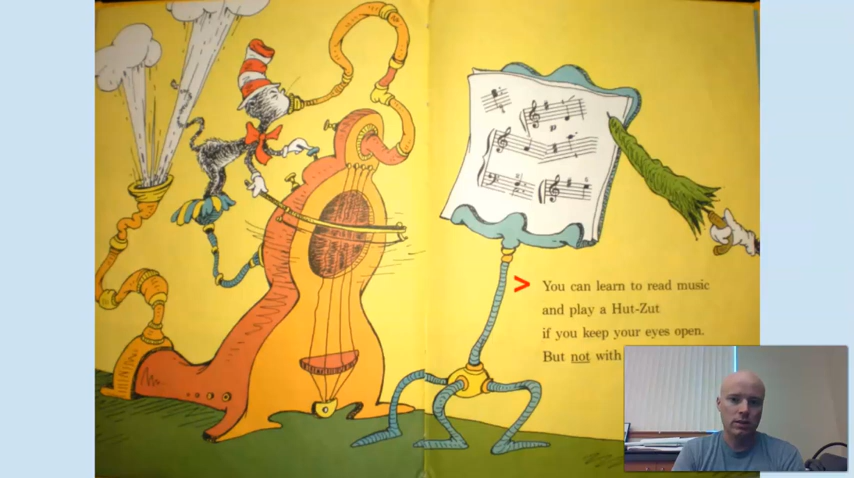 > You can learn to read music
and play a Hut-Zut
if you keep your eyes open.
But not with